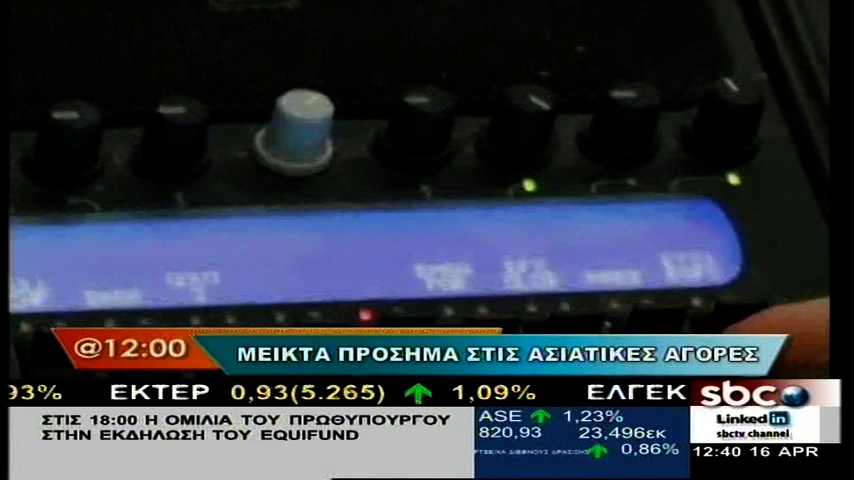 @12:00
ΜΕΙΚΤΑ ΠΡΟΣΗΜΑ ΣΤΙΣ ΑΣΙΑΤΙΚΕΣ ΑΓΟΡΕΣ
93% ΕΚΤΕΡ 0,93(5.265) 1,09% ΕΛΓΕΚ
sbc
ΣΤΙΣ 18:00 Η ΟΜΙΛΙΑ ΤΟΥ ΠΡΩΘΥΠΟΥΡΓΟΥ
ΣΤΗΝ ΕΚΔΗΛΩΣΗ ΤΟΥ EQUIFUND
ASE 1,23%
820,93 23,496εκ
0,86%
Linked in
sbctv channel
12:40 16 APR